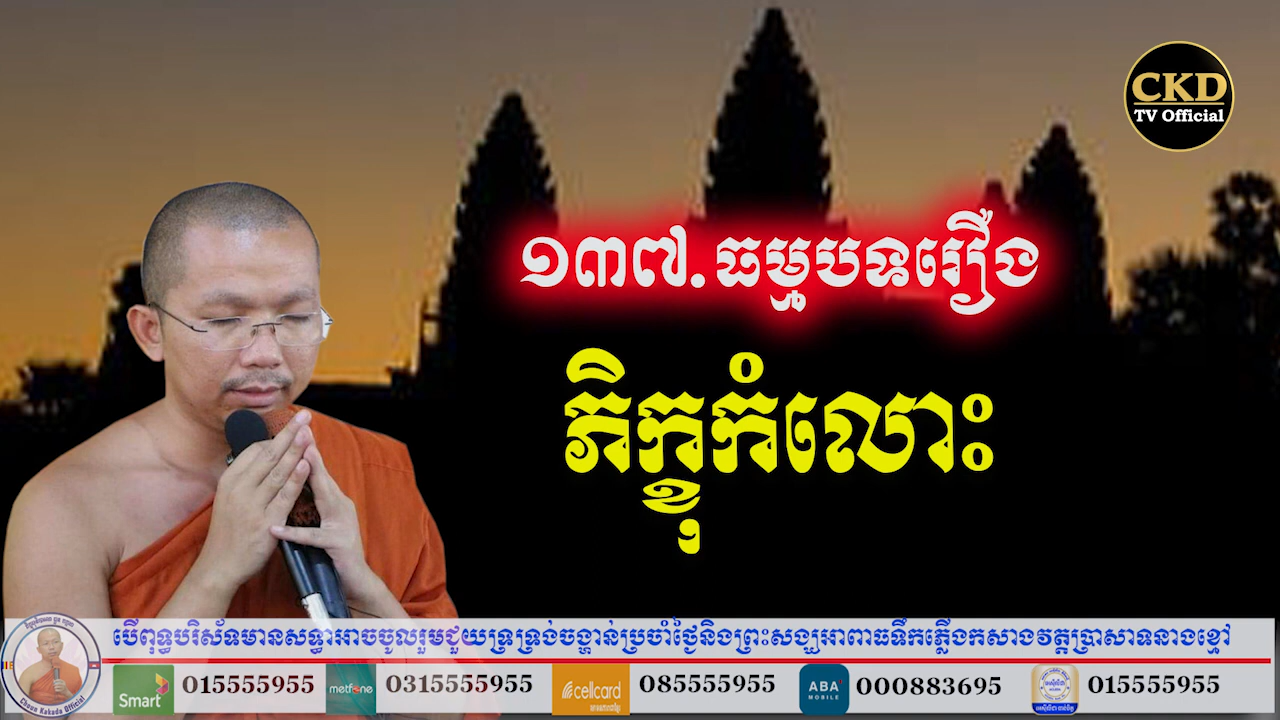 CKD
TV Official
១៣៧. ធម្មបទរឿង
ភិក្ខុកំលោះ
បើពុទ្ធបរិស័ទមានសទ្ធាអាចចូលរួមជួយទ្រទ្រង់ចង្ហាន់ប្រចាំថ្ងៃនិងព្រះសង្ឃអាពាធទឹកភ្លើងកសាងវត្តប្រាសាទនាងខ្មៅ
Smart 015555955 metfone 0315555955 cellcard 085555955 ABA' MOBILE 000883695 015555955
Choun Kakada Official